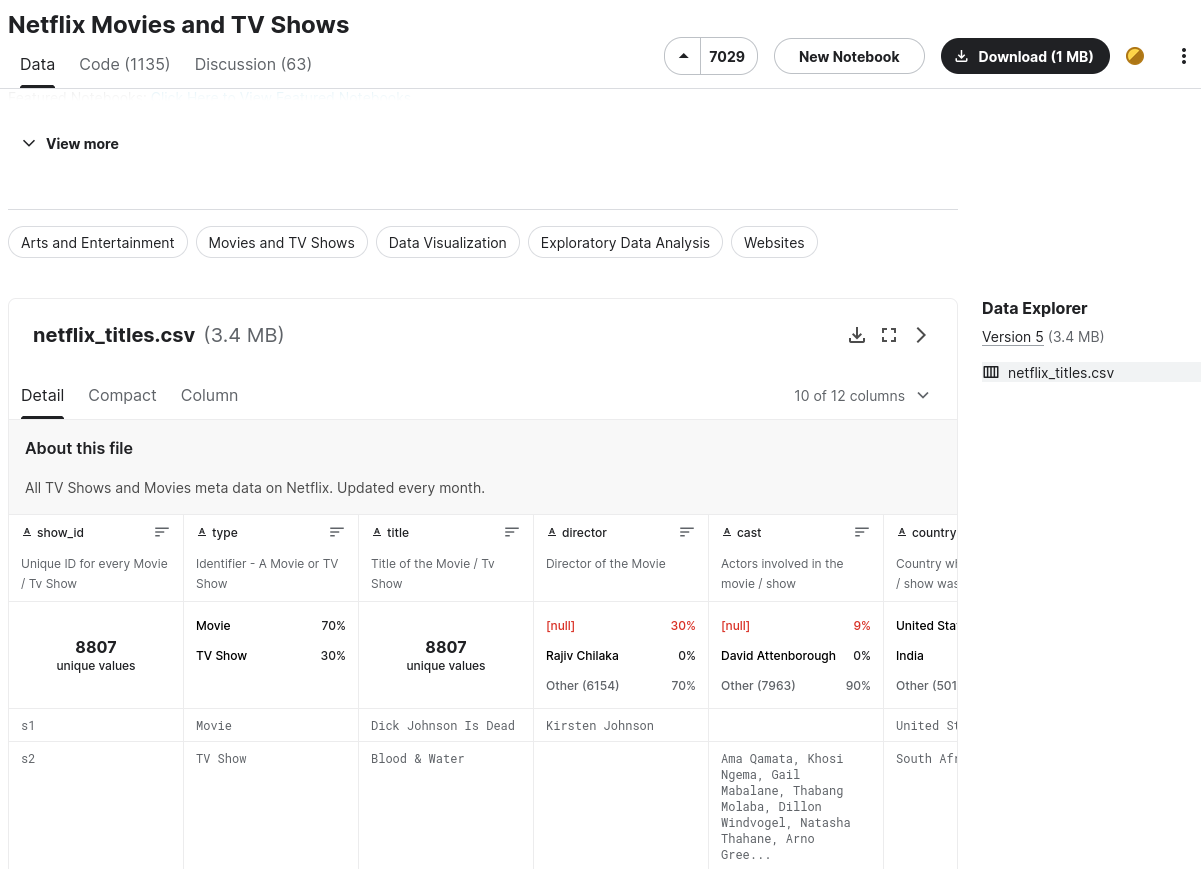 Netflix Movies and TV Shows
Data Code (1135) Discussion (63)
7029 New Notebook Download (1 MB)
View more
Arts and Entertainment Movies and TV Shows Data Visualization Exploratory Data Analysis Websites
netflix_titles.csv (3.4 MB)
Detail Compact Column 10 of 12 columns
About this file
All TV Shows and Movies meta data on Netflix. Updated every month.
show_id type title director cast country
Unique ID for every Movie Identifier - A Movie or TV Title of the Movie / Tv Director of the Movie Actors involved in the Country wh
/ Tv Show Show Show movie / show / show was
Movie 70% [null] 30% [null] 9% United Sta
8807 8807
unique values TV Show 30% unique values Rajiv Chilaka 0% David Attenborough 0% India
Other (6154) 70% Other (7963) 90% Other (501
s1 Movie Dick Johnson Is Dead Kirsten Johnson United St
s2 TV Show Blood & Water Ama Qamata, Khosi South Afr
Ngema, Gail
Mabalane, Thabang
Molaba, Dillon
Windvogel, Natasha
Thahane, Arno
Gree...
Data Explorer
Version 5 (3.4 MB)
netflix_titles.csv